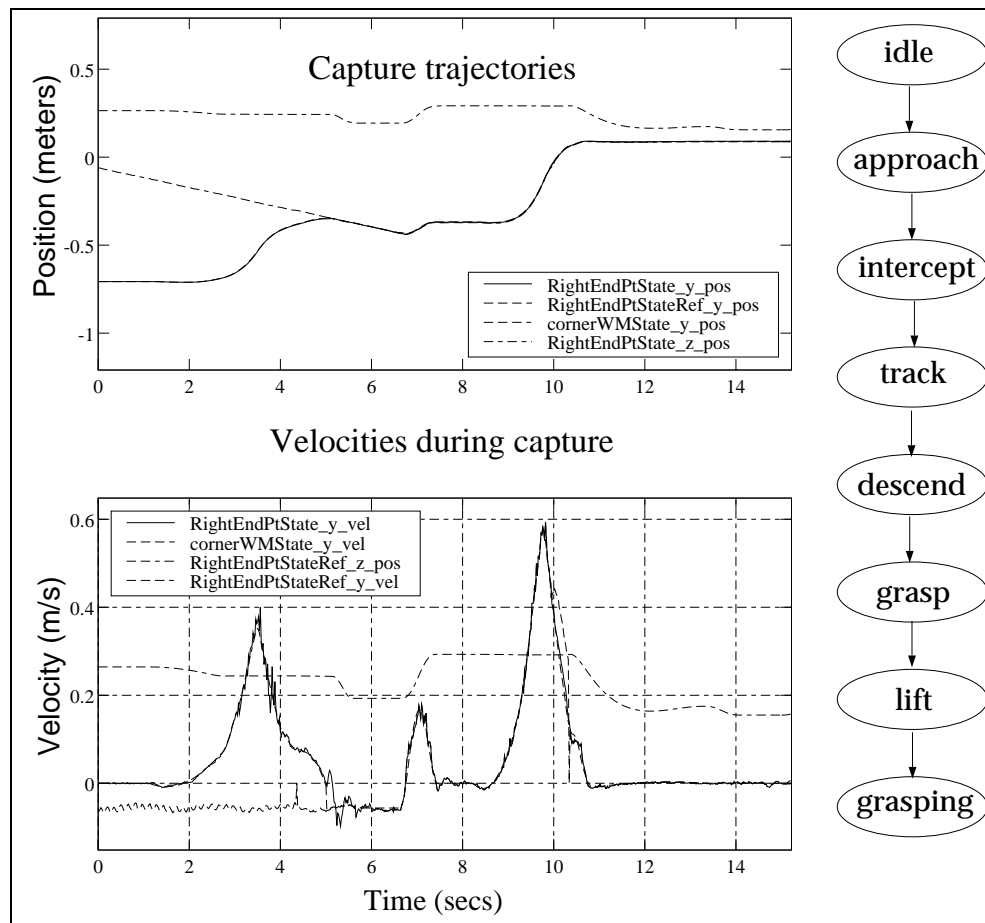 Capture trajectories
Position (meters)
0.5
0
-0.5
-1
RightEndPtState_y_pos
RightEndPtStateRef_y_pos
cornerWMState_y_pos
RightEndPtState_z_pos
0 2 4 6 8 10 12 14
Velocities during capture
Velocity (m/s)
0.6
0.4
0.2
0
RightEndPtState_y_vel
cornerWMState_y_vel
RightEndPtStateRef_z_pos
RightEndPtStateRef_y_vel
0 2 4 6 8 10 12 14
Time (secs)
idle
approach
intercept
track
descend
grasp
lift
grasping